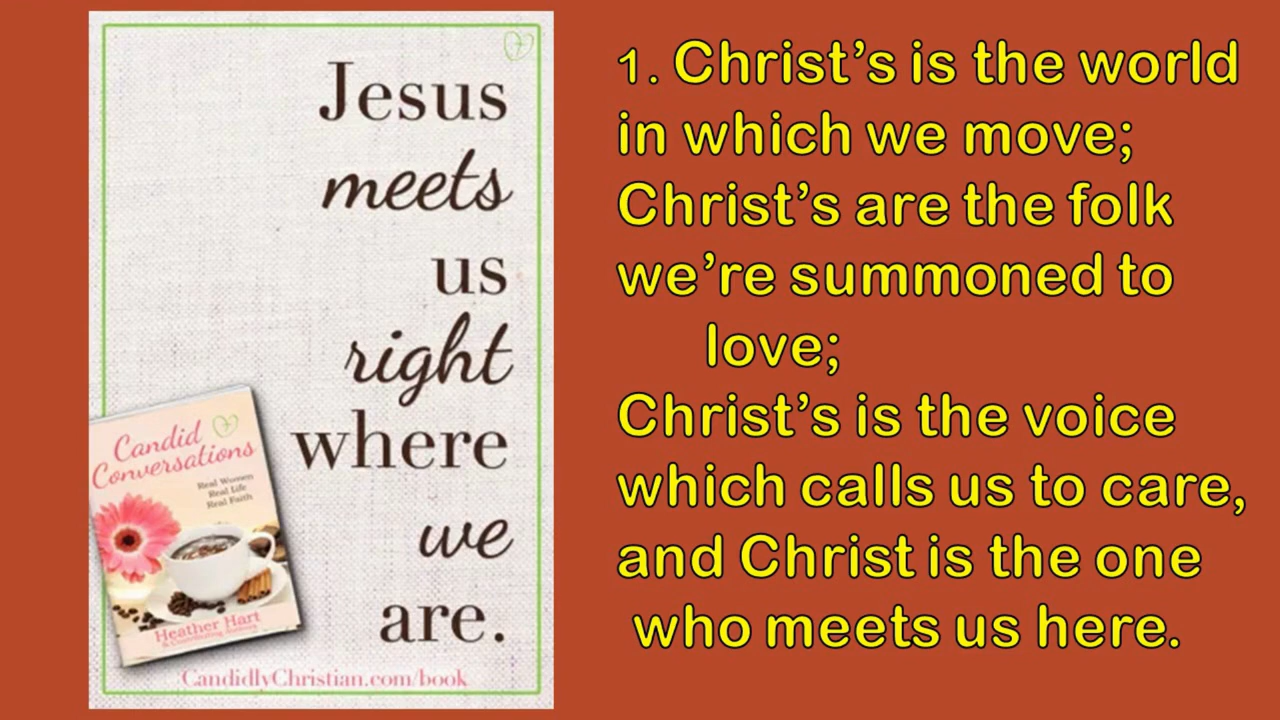 Jesus
meets
us
right
where
we
are.
Candid
Conversations
Real Women
Real Life
Real Faith
Heather Hart
& Contributing Authors
CandidlyChristian.com/book
1. Christ’s is the world
in which we move;
Christ’s are the folk
we’re summoned to
love;
Christ’s is the voice
which calls us to care,
and Christ is the one
who meets us here.